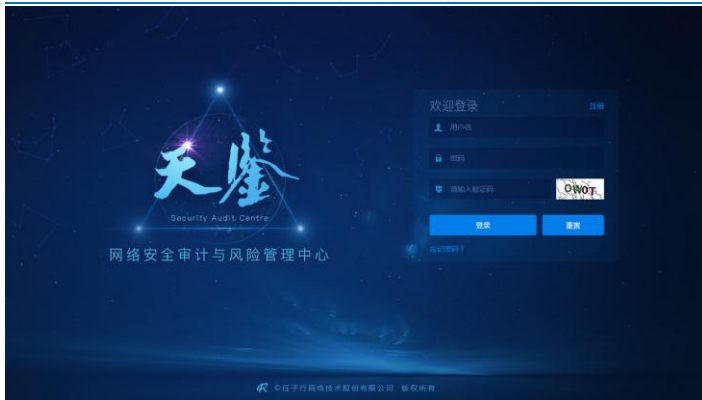 天鉴
Security Audit Centre
网络安全审计与风险管理中心
欢迎登录
注册
用户名
密码
请输入验证码
OWOT
登录
重置
忘记密码？
©任子行网络技术股份有限公司 版权所有